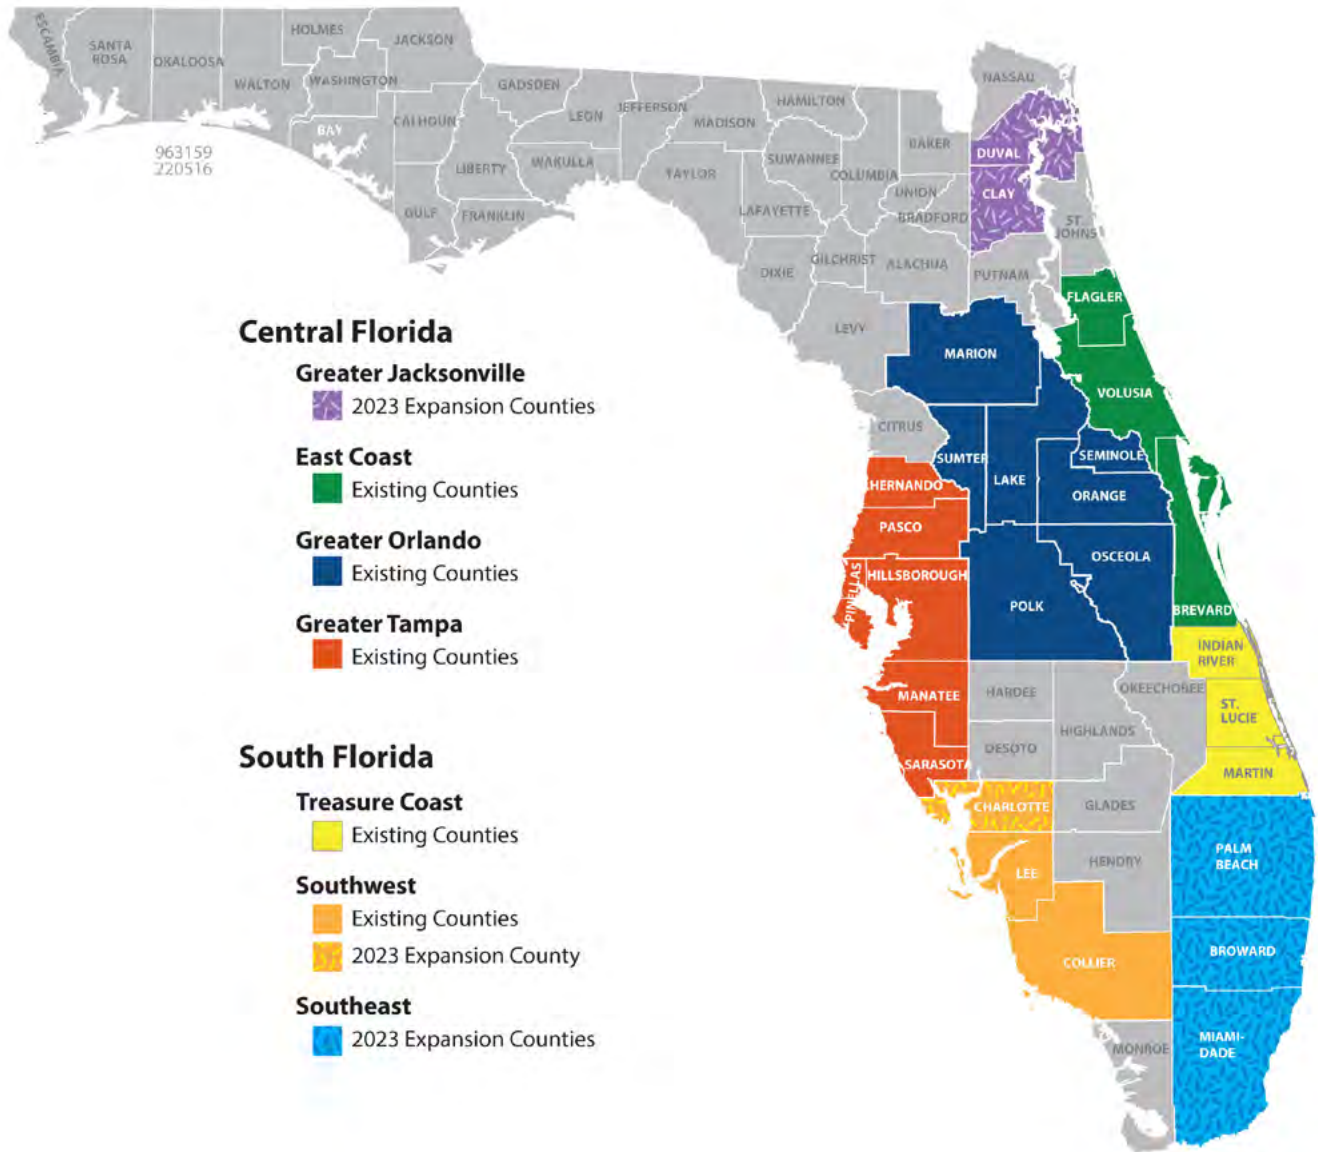 ESCAMBIA
SANTA
ROSA
OKALOOSA
WALTON
HOLMES
WASHINGTON
JACKSON
BAY
CALHOUN
GULF
GADSDEN
LIBERTY
FRANKLIN
LEON
WAKULLA
JEFFERSON
MADISON
TAYLOR
HAMILTON
SUWANNEE
LAFAYETTE
DIXIE
COLUMBIA
GILCHRIST
BAKER
UNION
BRADFORD
ALACHUA
LEVY
NASSAU
DUVAL
CLAY
ST.
JOHNS
PUTNAM
FLAGLER
963159
220516
MARION
VOLUSIA
CITRUS
SUMTER
LAKE
SEMINOLE
ORANGE
HERNANDO
PASCO
PINELLAS
HILLSBOROUGH
POLK
OSCEOLA
BREVARD
INDIAN
RIVER
MANATEE
HARDEE
OKEECHOBEE
ST.
LUCIE
SARASOTA
DESOTO
HIGHLANDS
MARTIN
CHARLOTTE
GLADES
LEE
HENDRY
PALM
BEACH
COLLIER
BROWARD
MONROE
MIAMI-
DADE
Central Florida
Greater Jacksonville
2023 Expansion Counties
East Coast
Existing Counties
Greater Orlando
Existing Counties
Greater Tampa
Existing Counties
South Florida
Treasure Coast
Existing Counties
Southwest
Existing Counties
2023 Expansion County
Southeast
2023 Expansion Counties